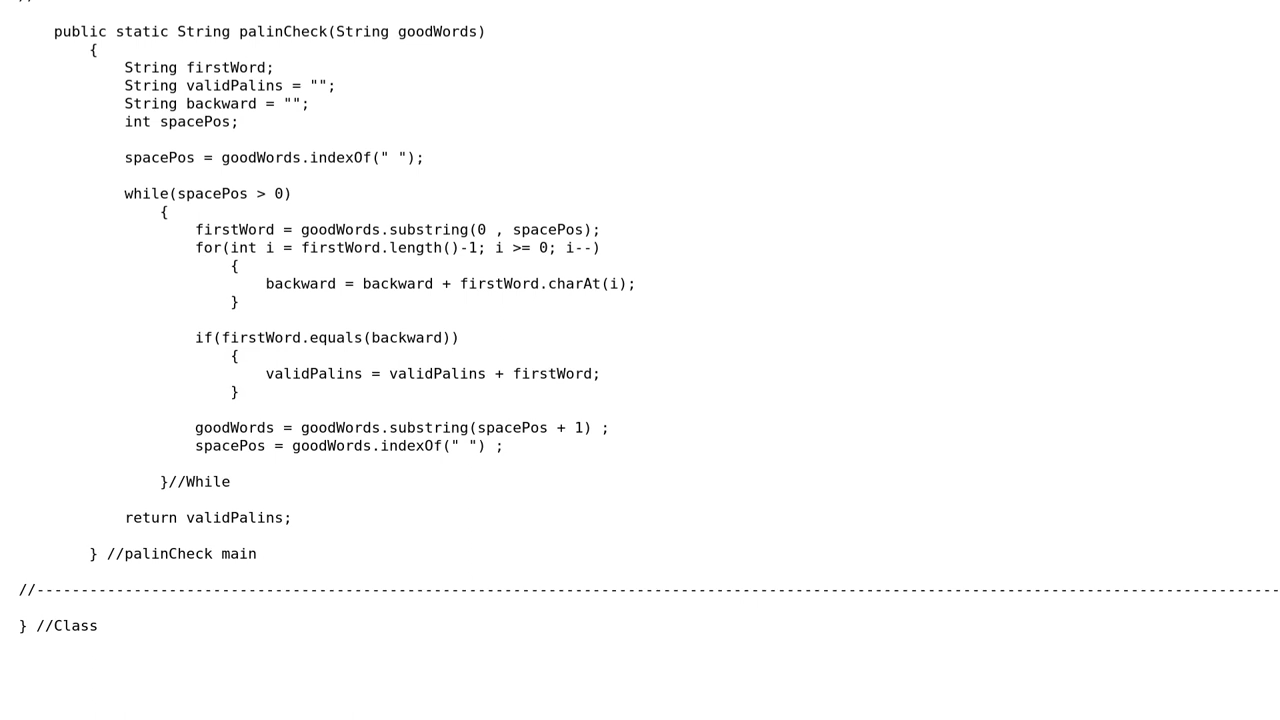 //
public static String palinCheck(String goodWords)
{
String firstWord;
String validPalins = "";
String backward = "";
int spacePos;
spacePos = goodWords.indexOf(" ");
while(spacePos > 0)
{
firstWord = goodWords.substring(0 , spacePos);
for(int i = firstWord.length()-1; i >= 0; i--)
{
backward = backward + firstWord.charAt(i);
}
if(firstWord.equals(backward))
{
validPalins = validPalins + firstWord;
}
goodWords = goodWords.substring(spacePos + 1) ;
spacePos = goodWords.indexOf(" ") ;
}//While
return validPalins;
} //palinCheck main
//---------------------------------------------------------------------------------------------------------------------------------------------
} //Class